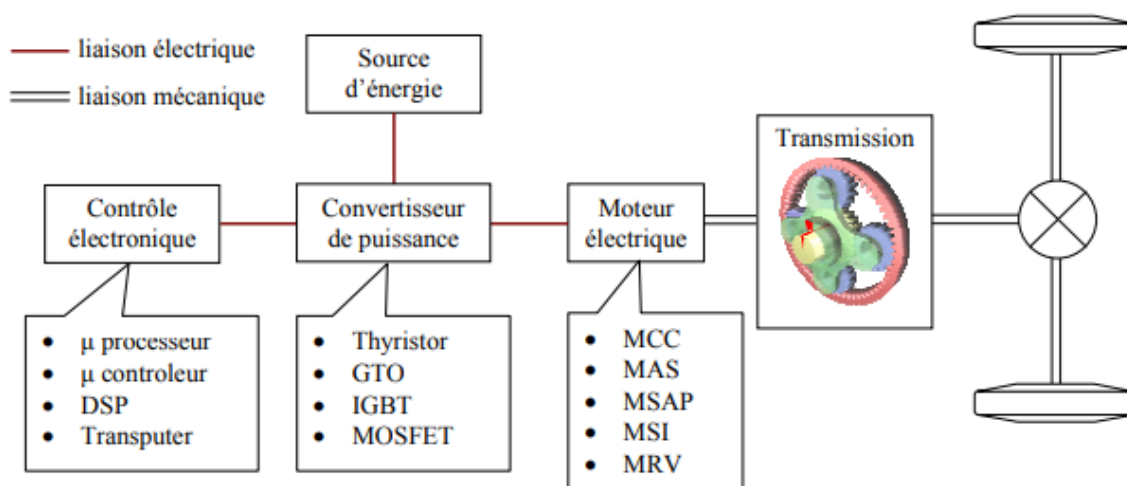 liaison électrique
liaison mécanique
Source
d'énergie
Transmission
Contrôle
électronique
Convertisseur
de puissance
Moteur
électrique
• μ processeur
• μ controleur
• DSP
• Transputer
• Thyristor
• GTO
• IGBT
• MOSFET
• MCC
• MAS
• MSAP
• MSI
• MRV